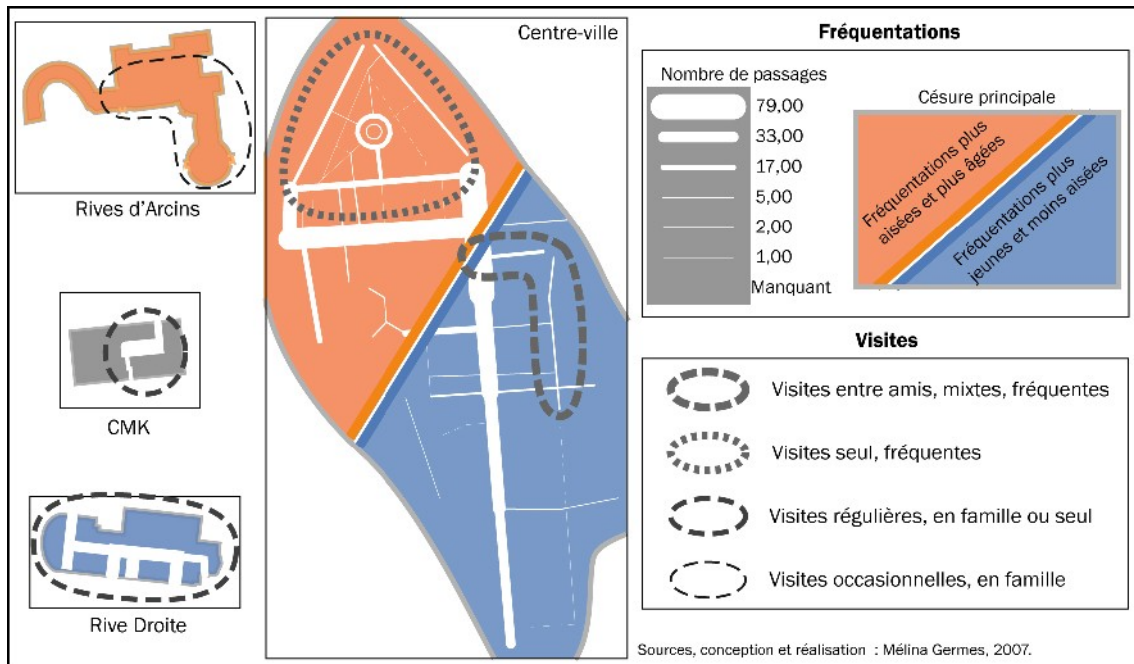 Rives d'Arcins
CMK
Rive Droite
Centre-ville
Fréquentations
Nombre de passages
79,00
33,00
17,00
5,00
2,00
1,00
Manquant
Césure principale
Fréquentations plus
aisées et plus âgées
Fréquentations plus
jeunes et moins aisées
Visites
Visites entre amis, mixtes, fréquentes
Visites seul, fréquentes
Visites régulières, en famille ou seul
Visites occasionnelles, en famille
Sources, conception et réalisation : Mélina Germes, 2007.